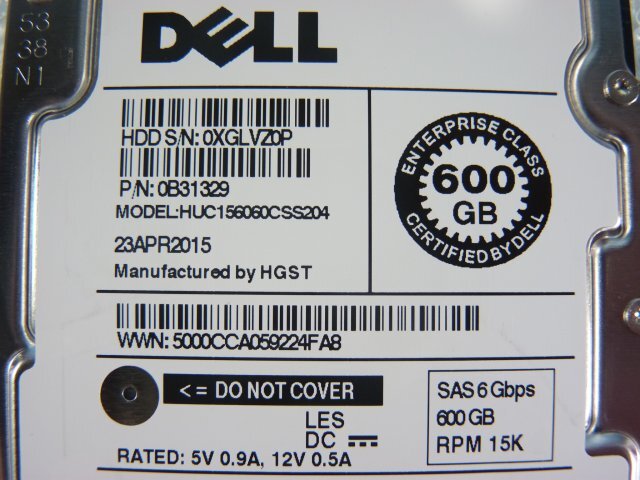 53
38
N1
DELL
HDD S/N: 0XGLVZ0P
P/N: 0B31329
MODEL:HUC156060CSS204
23APR2015
Manufactured by HGST
ENTERPRISE CLASS
600
GB
CERTIFIED BY DELL
WWN: 5000CCA059224FA8
< = DO NOT COVER
LES
DC
RATED: 5V 0.9A, 12V 0.5A
SAS 6 Gbps
600 GB
RPM 15K